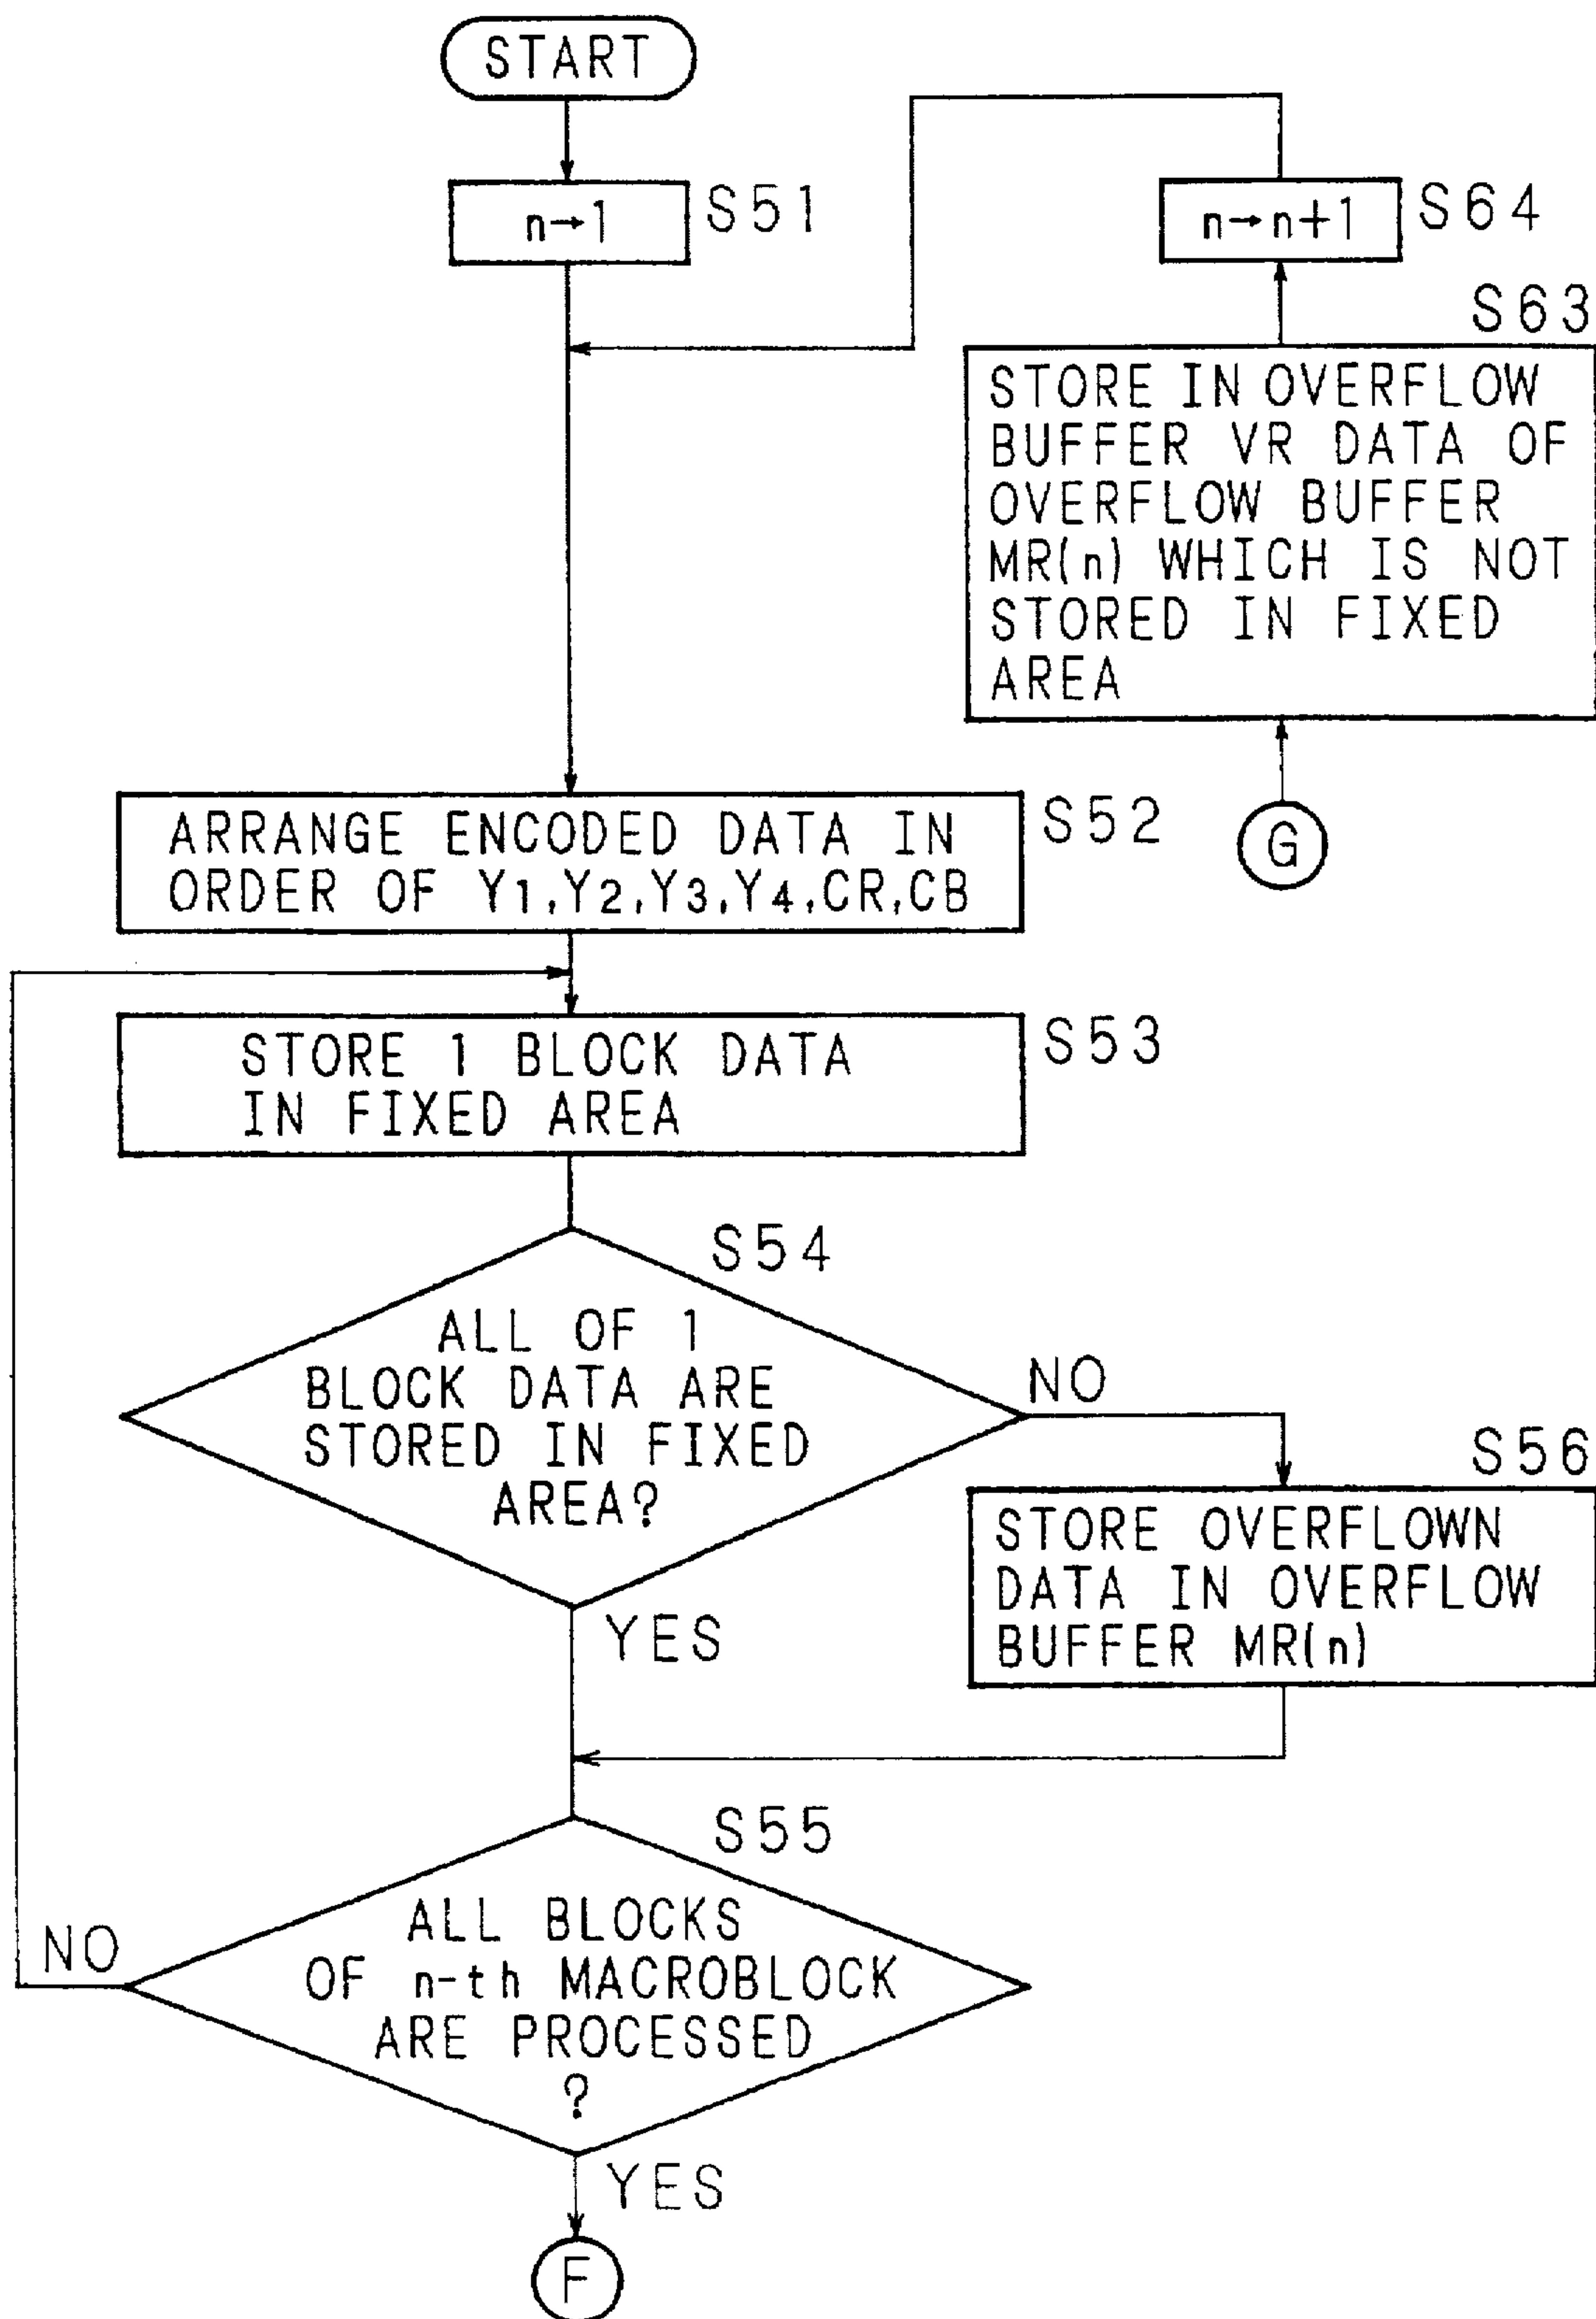 START
n→1
S51
n→n+1
S64
S63
STORE IN OVERFLOW
BUFFER VR DATA OF
OVERFLOW BUFFER
MR(n) WHICH IS NOT
STORED IN FIXED
AREA
G
ARRANGE ENCODED DATA IN
ORDER OF Y1,Y2,Y3,Y4,CR,CB
S52
STORE 1 BLOCK DATA
IN FIXED AREA
S53
S54
ALL OF 1
BLOCK DATA ARE
STORED IN FIXED
AREA?
NO
YES
S56
STORE OVERFLOWN
DATA IN OVERFLOW
BUFFER MR(n)
S55
ALL BLOCKS
OF n-th MACROBLOCK
ARE PROCESSED
?
NO
YES
F